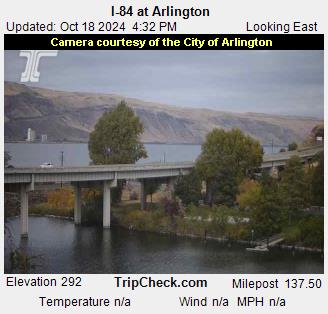 I-84 at Arlington
Updated: Oct 18 2024 4:32 PM Looking East
Camera courtesy of the City of Arlington
Elevation 292 TripCheck.com Milepost 137.50
Temperature n/a Wind n/a MPH n/a